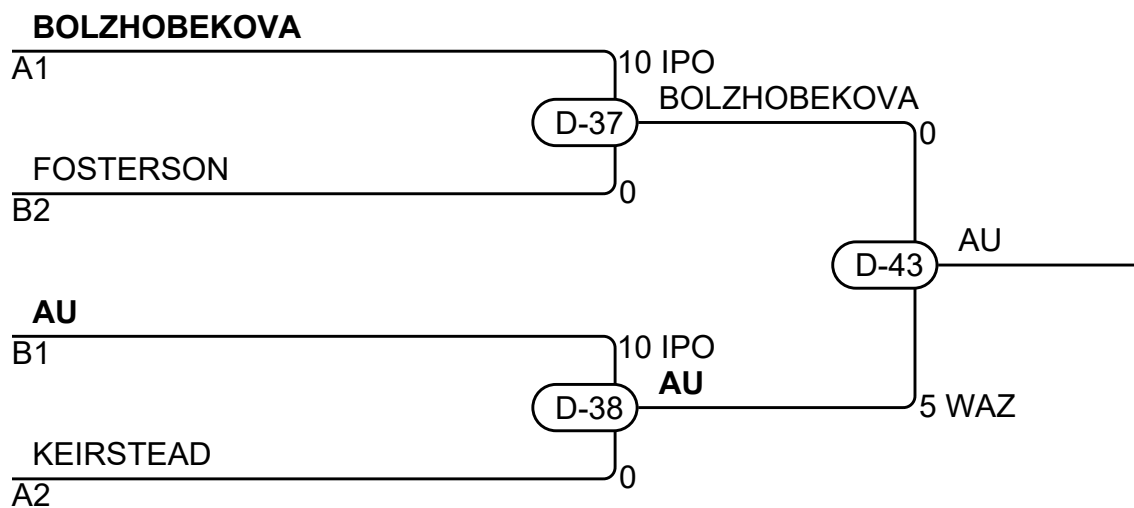 BOLZHOBEKOVA
A1
10 IPO
BOLZHOBEKOVA
D-37
0
FOSTERSON
B2
0
AU
D-43
AU
B1
10 IPO
AU
D-38
5 WAZ
KEIRSTEAD
A2
0